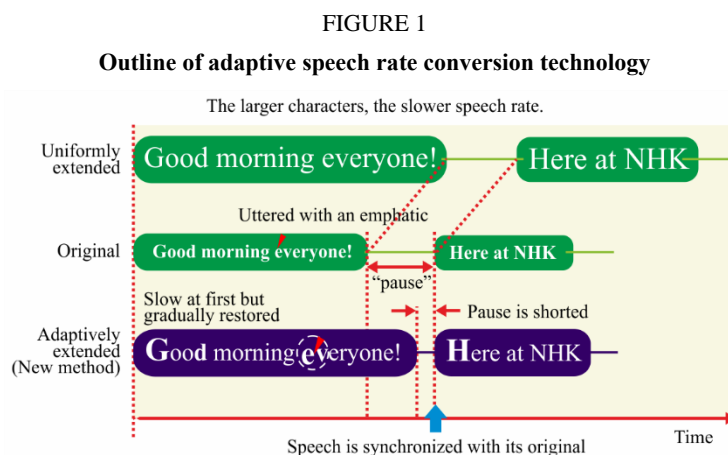 FIGURE 1
Outline of adaptive speech rate conversion technology
The larger characters, the slower speech rate.
Uniformly
extended
Good morning everyone!
Here at NHK
Uttered with an emphatic
Original
Good morning everyone!
Here at NHK
“pause”
Slow at first but
gradually restored
Pause is shorted
Adaptively
extended
(New method)
Good morning everyone!
Here at NHK
Time
Speech is synchronized with its original